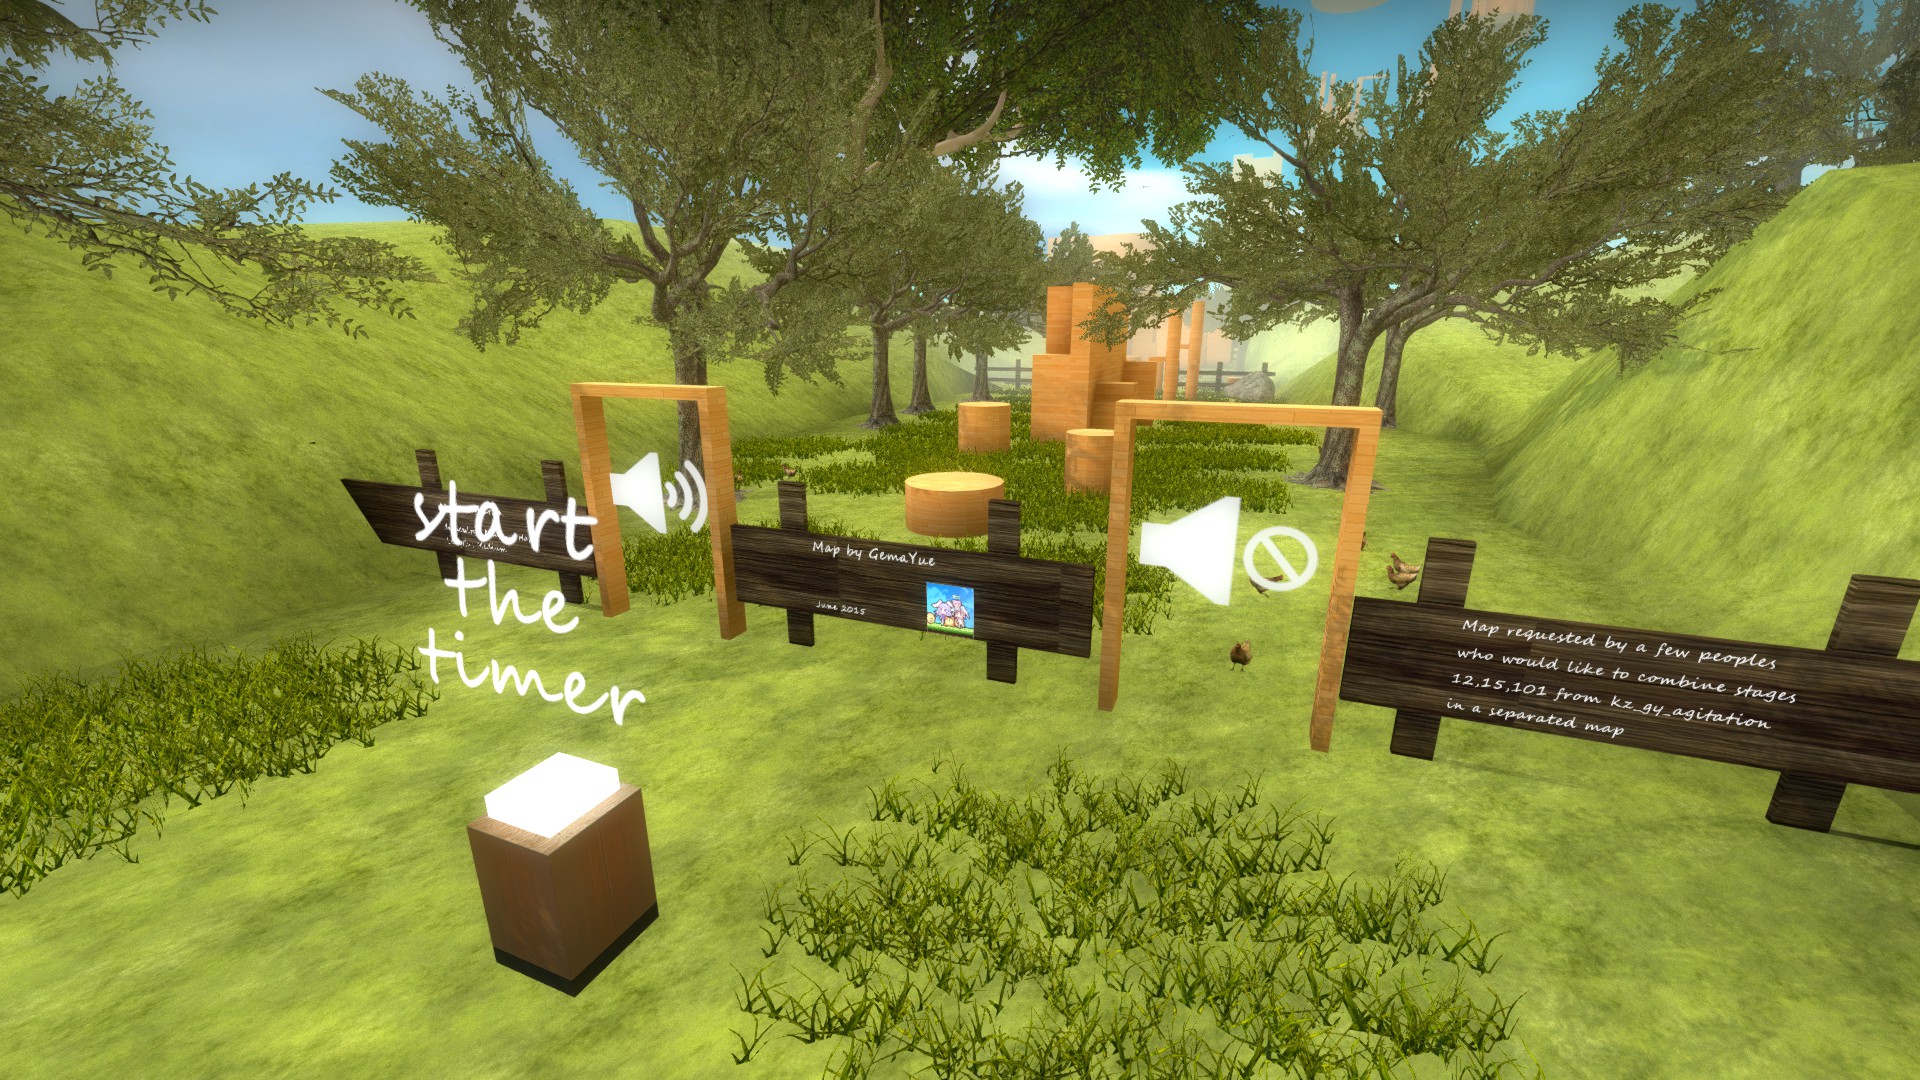 start
the
timer
Map by GemaYue
June 2015
Map requested by a few peoples
who would like to combine stages
12,15,101 from kz_gy_agitation
in a separated map